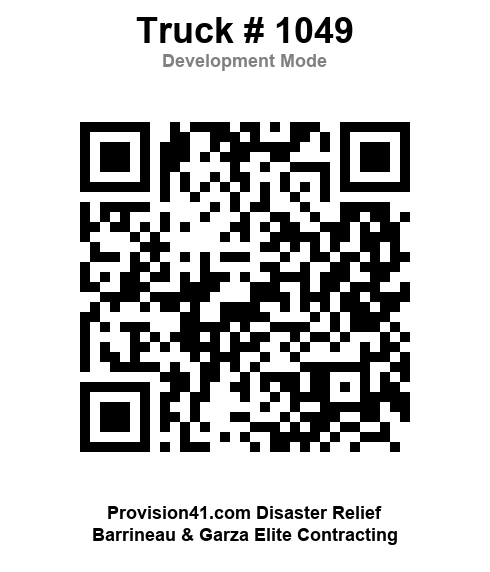 Truck # 1049
Development Mode
Provision41.com Disaster Relief
Barrineau & Garza Elite Contracting